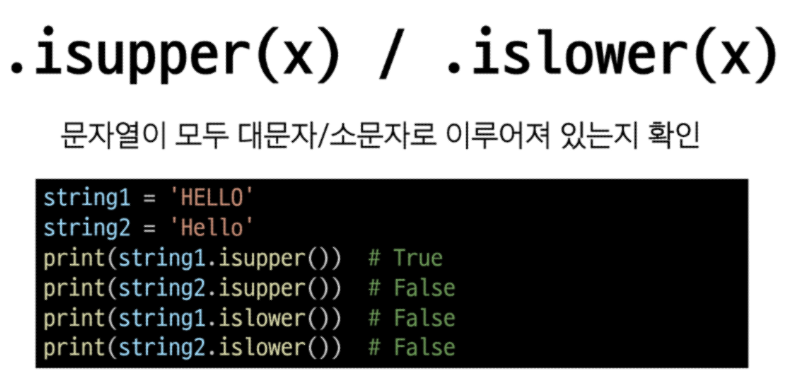 .isupper(x) / .islower(x)
문자열이 모두 대문자/소문자로 이루어져 있는지 확인
string1 = 'HELLO'
string2 = 'Hello'
print(string1.isupper())  # True
print(string2.isupper())  # False
print(string1.islower())  # False
print(string2.islower())  # False